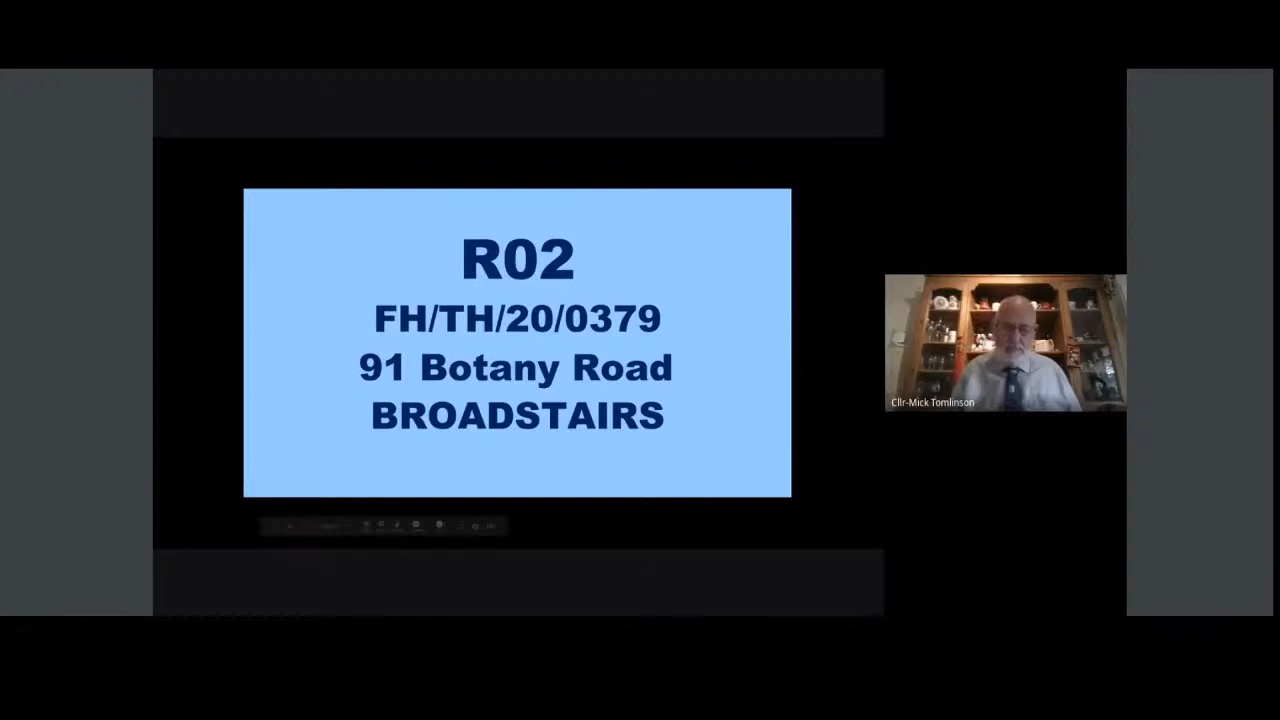 R02
FH/TH/20/0379
91 Botany Road
BROADSTAIRS
Cllr-Mick Tomlinson